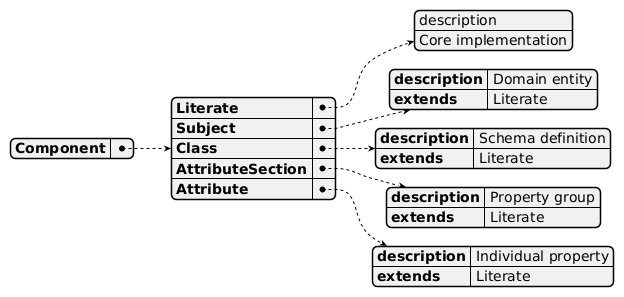 description
Core implementation
description Domain entity
extends Literate
Literate
Subject
Component
Class
AttributeSection
Attribute
description Schema definition
extends Literate
description Property group
extends Literate
description Individual property
extends Literate